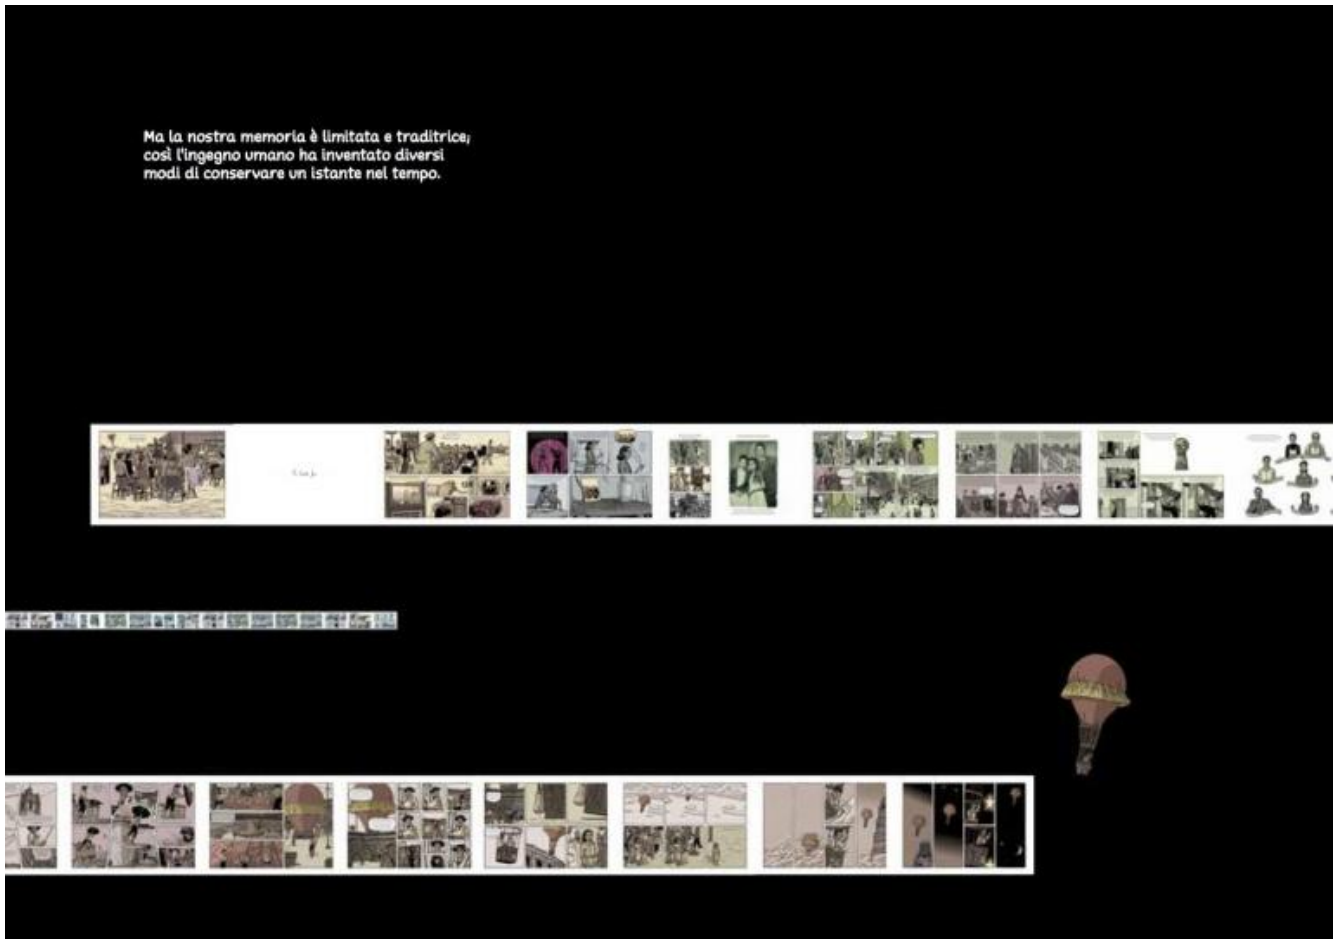 Ma la nostra memoria è limitata e traditrice;
così l'ingegno umano ha inventato diversi
modi di conservare un istante nel tempo.